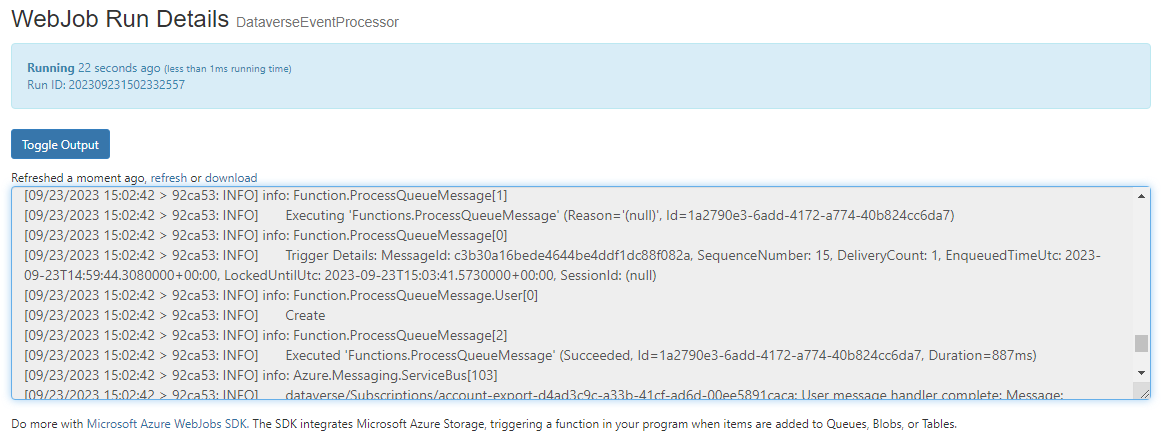 WebJob Run Details DataverseEventProcessor
Running 22 seconds ago (less than 1ms running time)
Run ID: 202309231502332557
Toggle Output
Refreshed a moment ago, refresh or download
[09/23/2023 15:02:42 > 92ca53: INFO] info: Function.ProcessQueueMessage[1]
[09/23/2023 15:02:42 > 92ca53: INFO] Executing 'Functions.ProcessQueueMessage' (Reason='(null)', Id=1a2790e3-6add-4172-a774-40b824cc6da7)
[09/23/2023 15:02:42 > 92ca53: INFO] info: Function.ProcessQueueMessage[0]
[09/23/2023 15:02:42 > 92ca53: INFO] Trigger Details: MessageId: c3b30a16bede4644be4ddf1dc88f082a, SequenceNumber: 15, DeliveryCount: 1, EnqueuedTimeUtc: 2023-
09-23T14:59:44.3080000+00:00, LockedUntilUtc: 2023-09-23T15:03:41.5730000+00:00, SessionId: (null)
[09/23/2023 15:02:42 > 92ca53: INFO] info: Function.ProcessQueueMessage.User[0]
[09/23/2023 15:02:42 > 92ca53: INFO] Create
[09/23/2023 15:02:42 > 92ca53: INFO] info: Function.ProcessQueueMessage[2]
[09/23/2023 15:02:42 > 92ca53: INFO] Executed 'Functions.ProcessQueueMessage' (Succeeded, Id=1a2790e3-6add-4172-a774-40b824cc6da7, Duration=887ms)
[09/23/2023 15:02:42 > 92ca53: INFO] info: Azure.Messaging.ServiceBus[103]
[09/23/2023 15:02:42 > 92ca53: INFO] dataverse/Subscriptions/account-export-d4ad3c9c-a33b-41cf-ad6d-00ee5891caca: User message handler complete: Message:
Do more with Microsoft Azure WebJobs SDK. The SDK integrates Microsoft Azure Storage, triggering a function in your program when items are added to Queues, Blobs, or Tables.